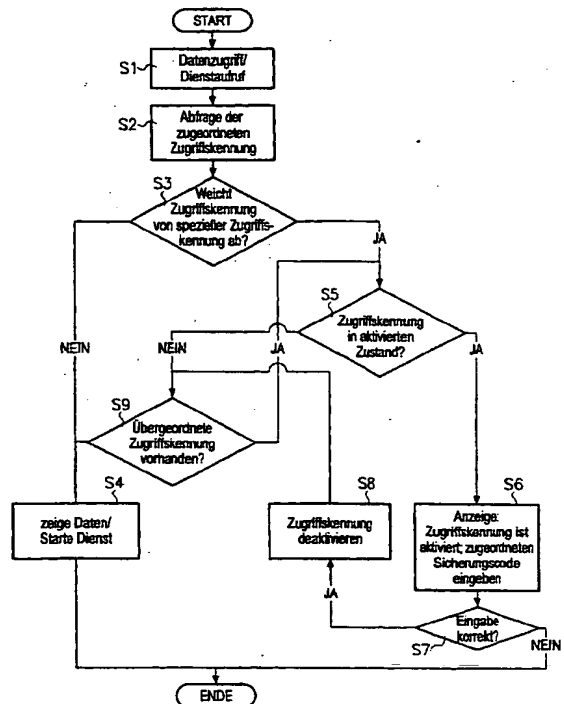 START
S1
Datenzugriff/
Dienstaufruf
S2
Abfrage der
zugeordneten
Zugriffskennung
S3
Weicht
Zugriffskennung
von spezieller Zugriffs-
kennung ab?
JA
S5
Zugriffskennung
in aktivierten
Zustand?
NEIN
NEIN
JA
JA
S9
Übergeordnete
Zugriffskennung
vorhanden?
S4
zeige Daten/
Starte Dienst
S8
Zugriffskennung
deaktivieren
S6
Anzeige:
Zugriffskennung ist
aktiviert; zugeordneten
Sicherungscode
eingeben
JA
Eingabe
korrekt?
S7
NEIN
ENDE